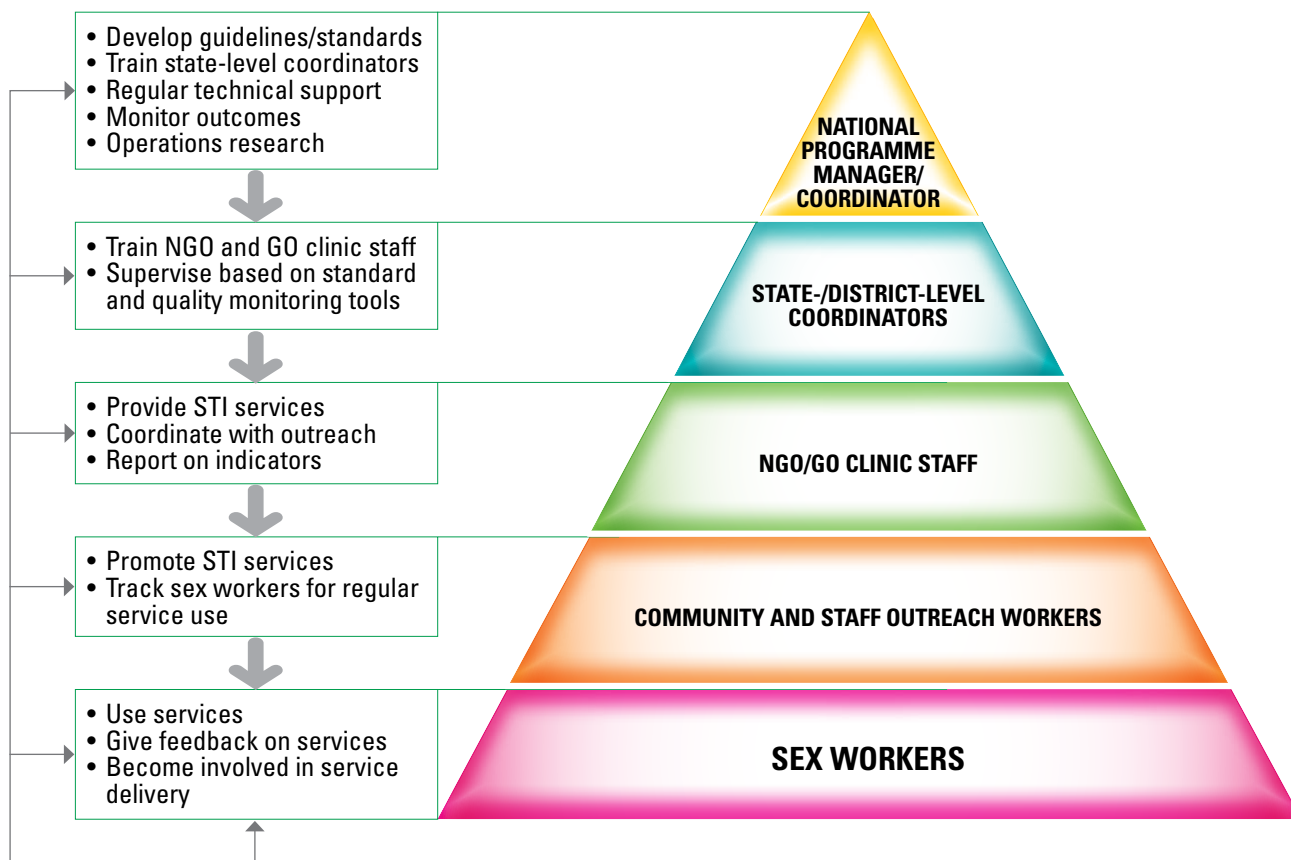 • Develop guidelines/standards
• Train state-level coordinators
• Regular technical support
• Monitor outcomes
• Operations research
NATIONAL
PROGRAMME
MANAGER/
COORDINATOR
• Train NGO and GO clinic staff
• Supervise based on standard
and quality monitoring tools
STATE-/DISTRICT-LEVEL
COORDINATORS
• Provide STI services
• Coordinate with outreach
• Report on indicators
NGO/GO CLINIC STAFF
• Promote STI services
• Track sex workers for regular
service use
COMMUNITY AND STAFF OUTREACH WORKERS
• Use services
• Give feedback on services
• Become involved in service
delivery
SEX WORKERS